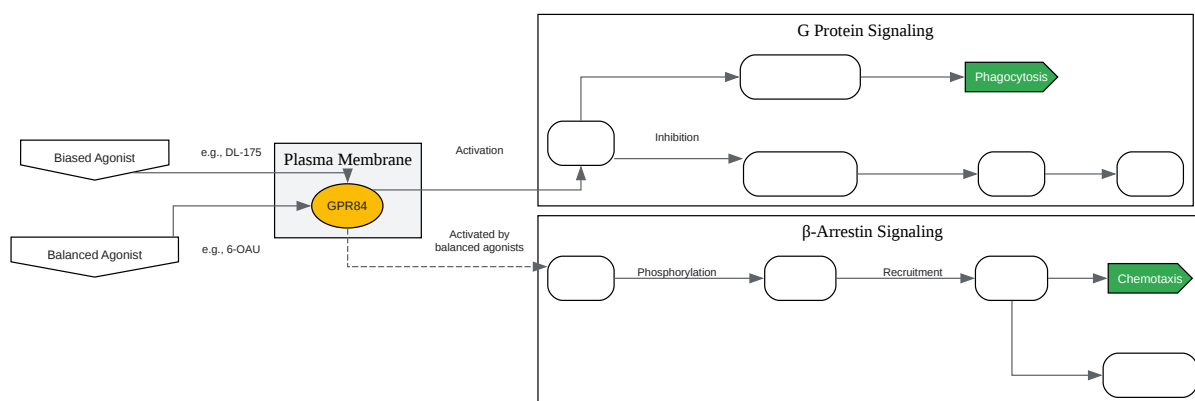 G Protein Signaling
Phagocytosis
Inhibition
Biased Agonist
e.g., DL-175
Plasma Membrane
Activation
GPR84
Balanced Agonist
e.g., 6-OAU
Activated by
balanced agonists
β-Arrestin Signaling
Phosphorylation
Recruitment
Chemotaxis